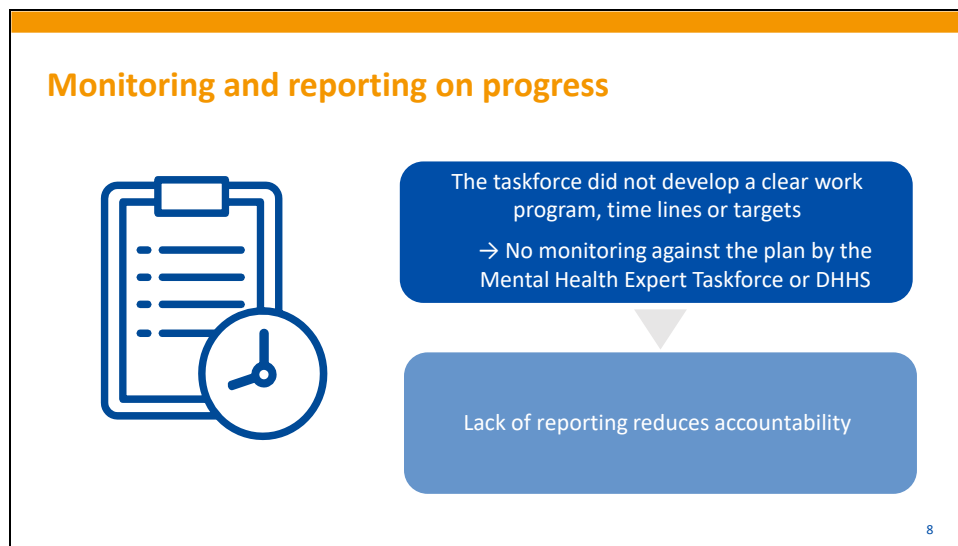 Monitoring and reporting on progress
The taskforce did not develop a clear work
program, time lines or targets
→ No monitoring against the plan by the
Mental Health Expert Taskforce or DHHS
Lack of reporting reduces accountability
8